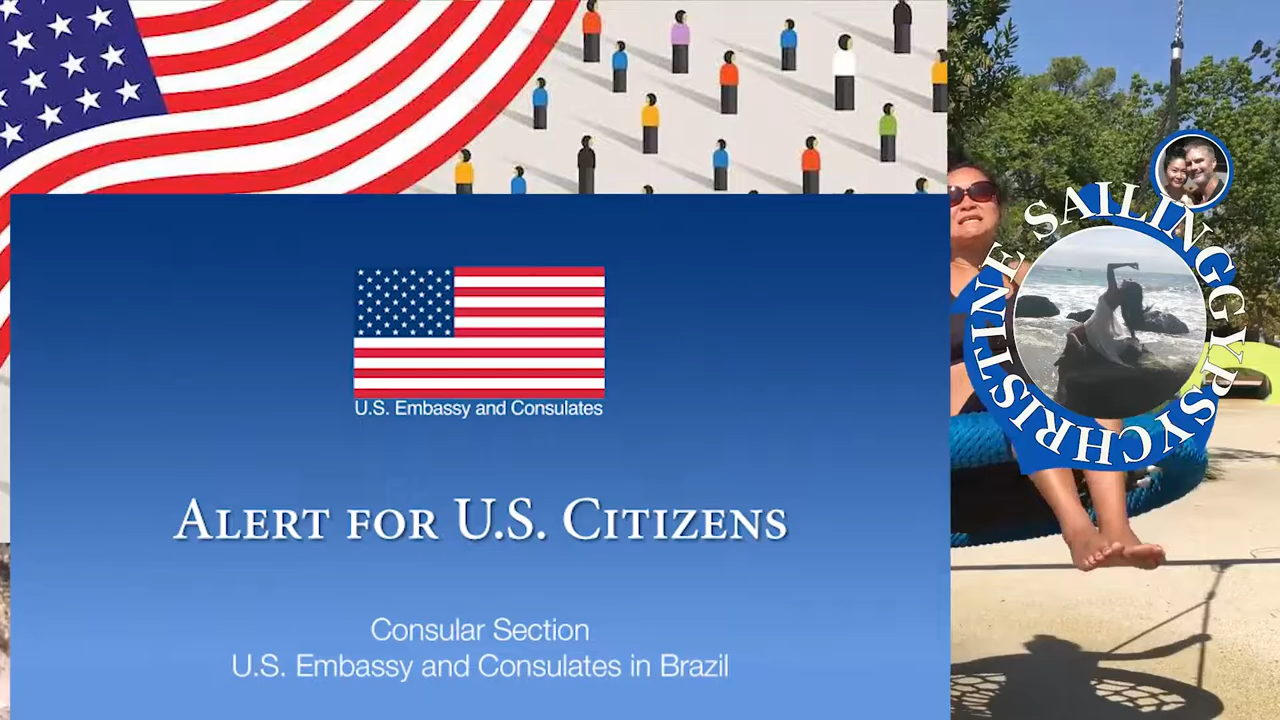 U.S. Embassy and Consulates
ALERT FOR U.S. CITIZENS
Consular Section
U.S. Embassy and Consulates in Brazil
SAILINGGYPSYCHRISTINE